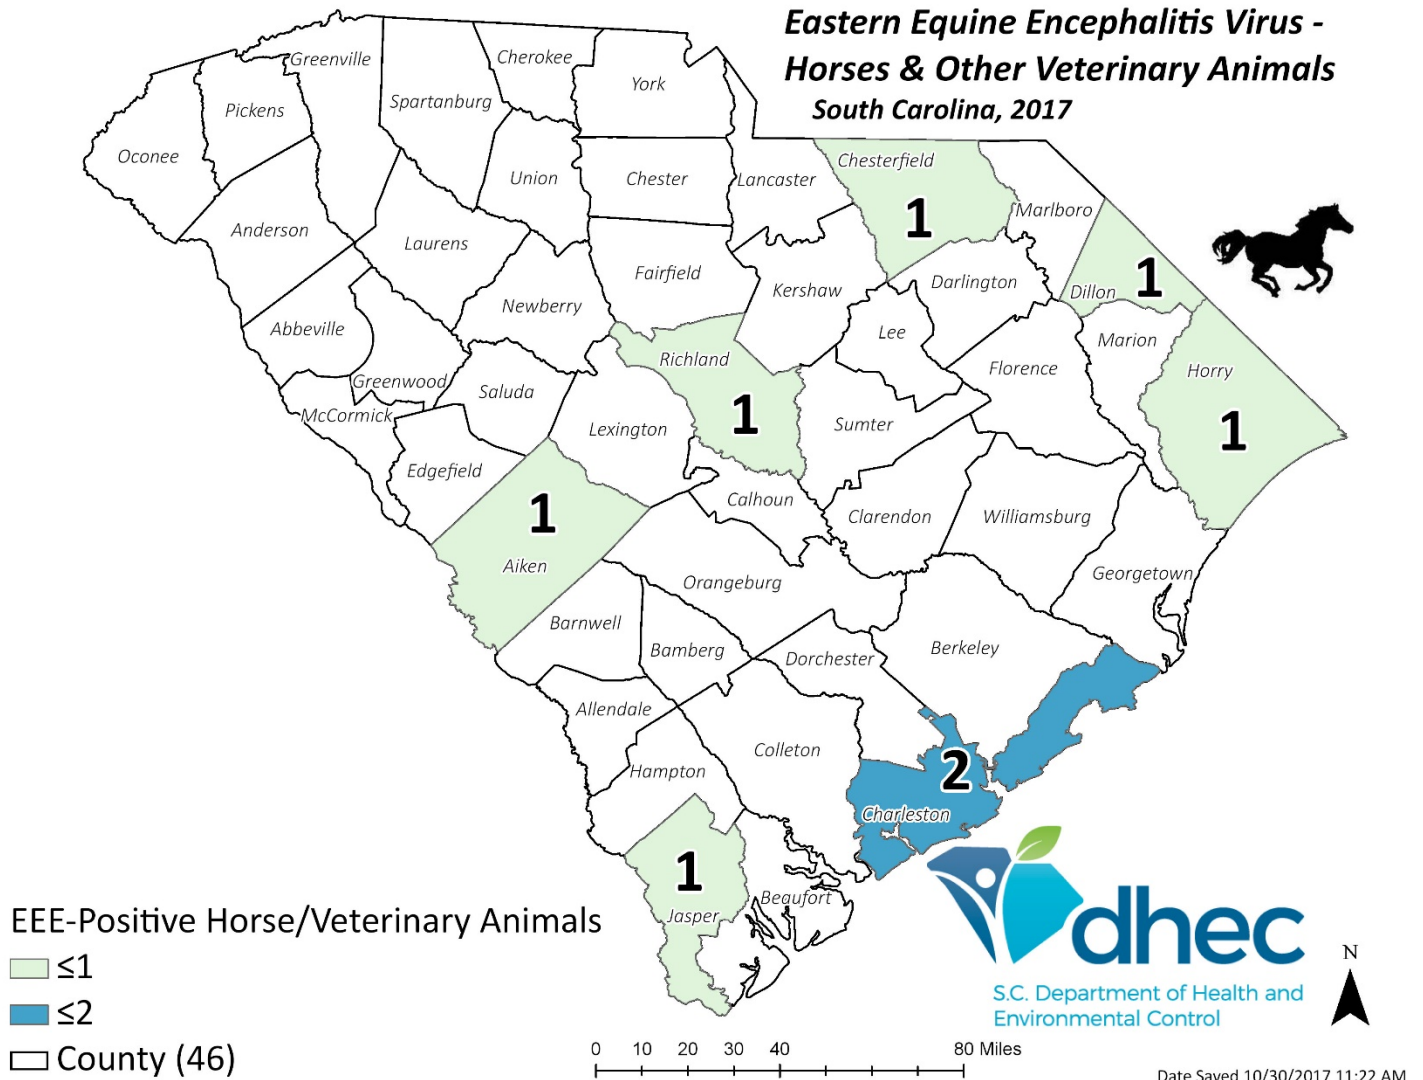 Eastern Equine Encephalitis Virus -
Horses & Other Veterinary Animals
South Carolina, 2017
Greenville
Cherokee
York
Pickens
Spartanburg
Oconee
Union
Chester
Lancaster
Chesterfield
1
Marlboro
Anderson
Laurens
Fairfield
Kershaw
Darlington
Dillon
1
Newberry
Abbeville
Lee
Marion
Richland
1
Florence
Horry
1
Greenwood
Saluda
McCormick
Lexington
Sumter
Edgefield
Calhoun
1
Aiken
Clarendon
Williamsburg
Georgetown
Orangeburg
Barnwell
Bamberg
Dorchester
Berkeley
Allendale
Colleton
Hampton
2
Charleston
1
Jasper
Beaufort
EEE-Positive Horse/Veterinary Animals
≤1
≤2
County (46)
dhec
S.C. Department of Health and
Environmental Control
N
0 10 20 30 40 80 Miles
Date Saved 10/30/2017 11:22 AM